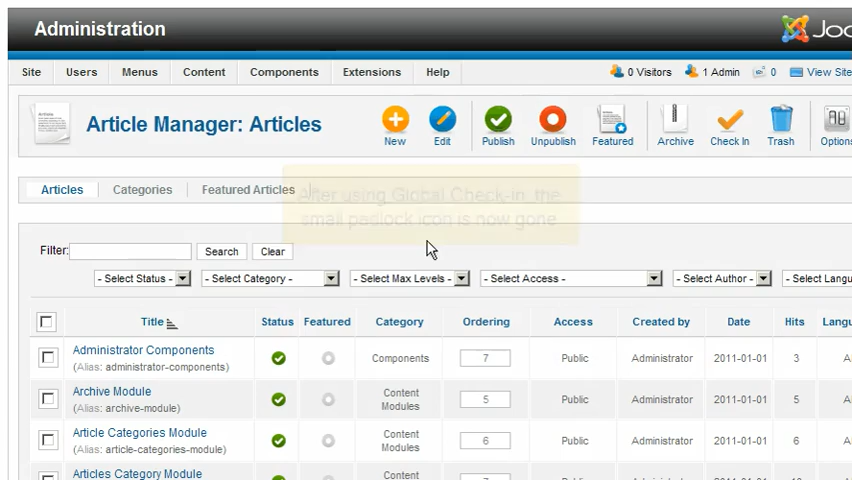 Administration
Joo
Site Users Menus Content Components Extensions Help 0 Visitors 1 Admin 0 View Site
Article Manager: Articles
New Edit Publish Unpublish Featured Archive Check In Trash Options
Articles Categories Featured Articles
After using Global Check-in, the
small padlock icon is now gone
Filter: Search Clear
- Select Status - - Select Category - - Select Max Levels - - Select Access - - Select Author - - Select Langu
Title Status Featured Category Ordering Access Created by Date Hits Langu
Administrator Components
(Alias: administrator-components) Components 7 Public Administrator 2011-01-01 3
Archive Module
(Alias: archive-module) Content Modules 5 Public Administrator 2011-01-01 5
Article Categories Module
(Alias: article-categories-module) Content Modules 6 Public Administrator 2011-01-01 6
Articles Category Module Content